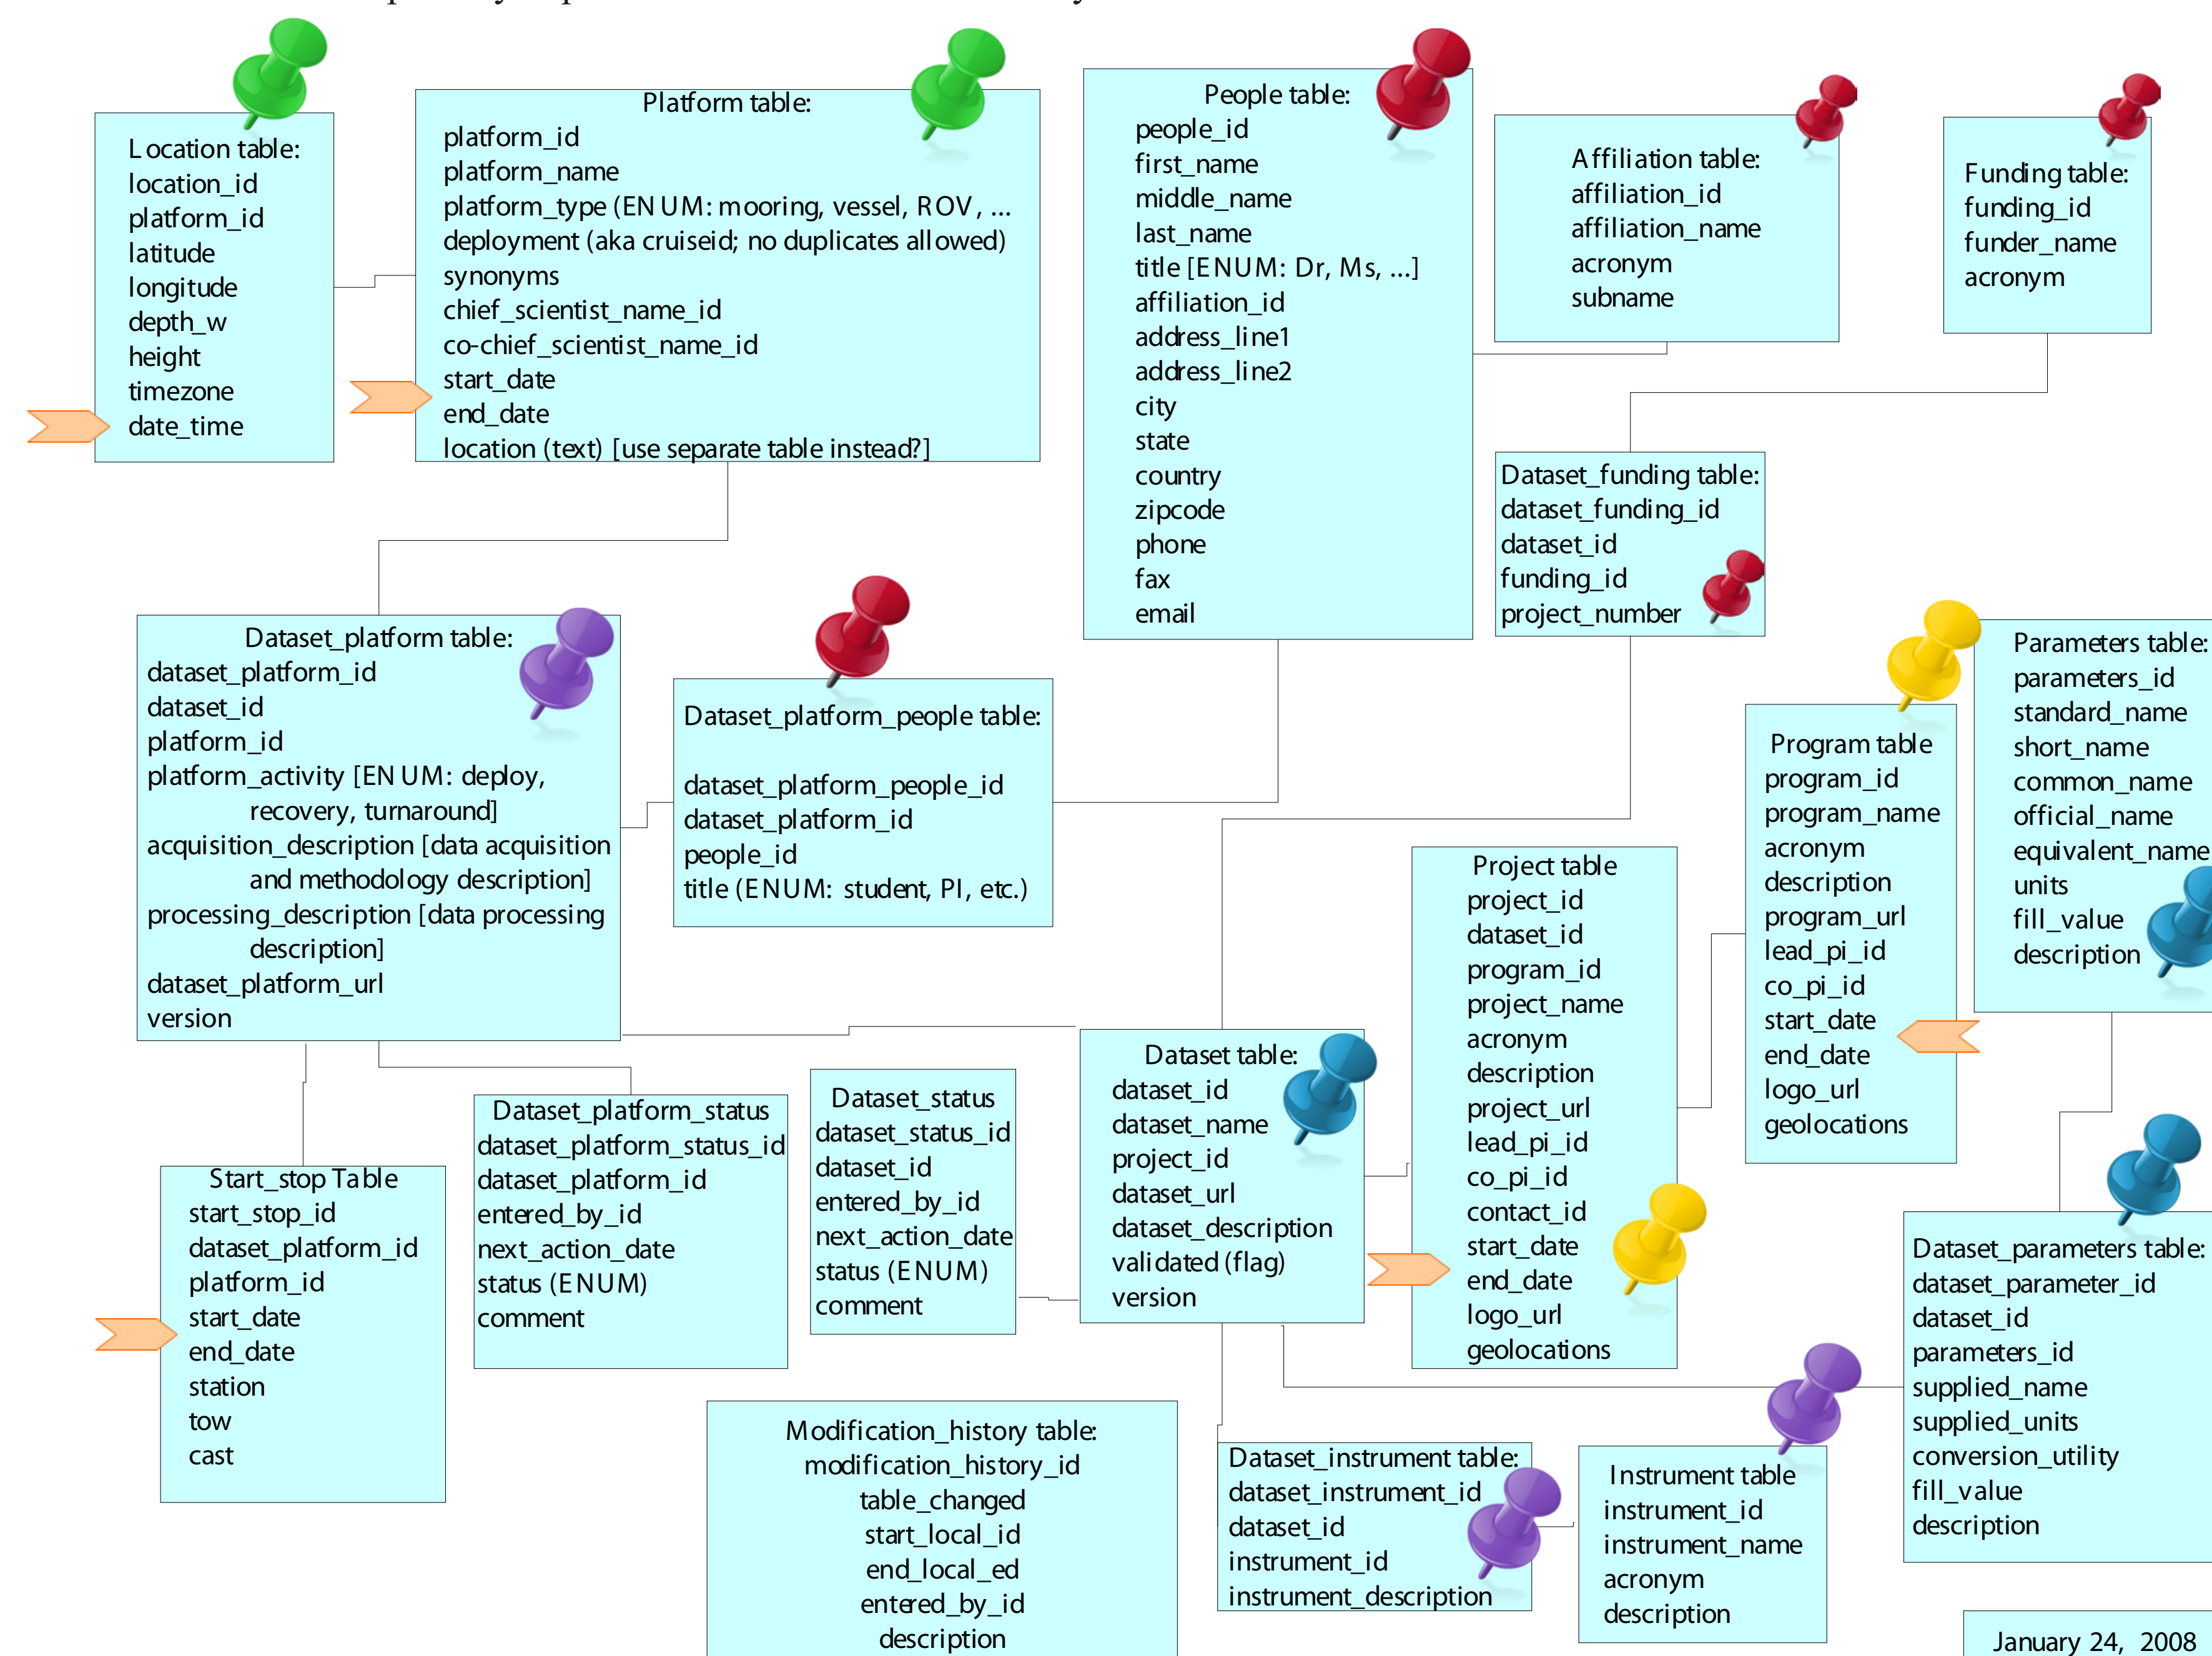 Location table:
location_id
platform_id
latitude
longitude
depth_w
height
timezone
date_time
Platform table:
platform_id
platform_name
platform_type (ENUM: mooring, vessel, ROV, ...
deployment (aka cruiseid; no duplicates allowed)
synonyms
chief_scientist_name_id
co-chief_scientist_name_id
start_date
end_date
location (text) [use separate table instead?]
People table:
people_id
first_name
middle_name
last_name
title [ENUM: Dr, Ms, ...]
affiliation_id
address_line1
address_line2
city
state
country
zipcode
phone
fax
email
Affiliation table:
affiliation_id
affiliation_name
acronym
subname
Funding table:
funding_id
funder_name
acronym
Dataset_funding table:
dataset_funding_id
dataset_id
funding_id
project_number
Dataset_platform table:
dataset_platform_id
dataset_id
platform_id
platform_activity [ENUM: deploy,
recovery, turnaround]
acquisition_description [data acquisition
and methodology description]
processing_description [data processing
description]
dataset_platform_url
version
Dataset_platform_people table:
dataset_platform_people_id
dataset_platform_id
people_id
title (ENUM: student, PI, etc.)
Parameters table:
parameters_id
standard_name
short_name
common_name
official_name
equivalent_name
units
fill_value
description
Program table
program_id
program_name
acronym
description
program_url
lead_pi_id
co_pi_id
start_date
end_date
logo_url
geolocations
Project table
project_id
dataset_id
program_id
project_name
acronym
description
project_url
lead_pi_id
co_pi_id
contact_id
start_date
end_date
logo_url
geolocations
Dataset table:
dataset_id
dataset_name
project_id
dataset_url
dataset_description
validated (flag)
version
Dataset_status
dataset_status_id
dataset_id
entered_by_id
next_action_date
status (ENUM)
comment
Dataset_platform_status
dataset_platform_status_id
dataset_platform_id
entered_by_id
next_action_date
status (ENUM)
comment
Start_stop Table
start_stop_id
dataset_platform_id
platform_id
start_date
end_date
station
tow
cast
Dataset_parameters table:
dataset_parameter_id
dataset_id
parameters_id
supplied_name
supplied_units
conversion_utility
fill_value
description
Modification_history table:
modification_history_id
table_changed
start_local_id
end_local_ed
entered_by_id
description
Dataset_instrument table:
dataset_instrument_id
dataset_id
instrument_id
instrument_description
Instrument table
instrument_id
instrument_name
acronym
description
January 24, 2008